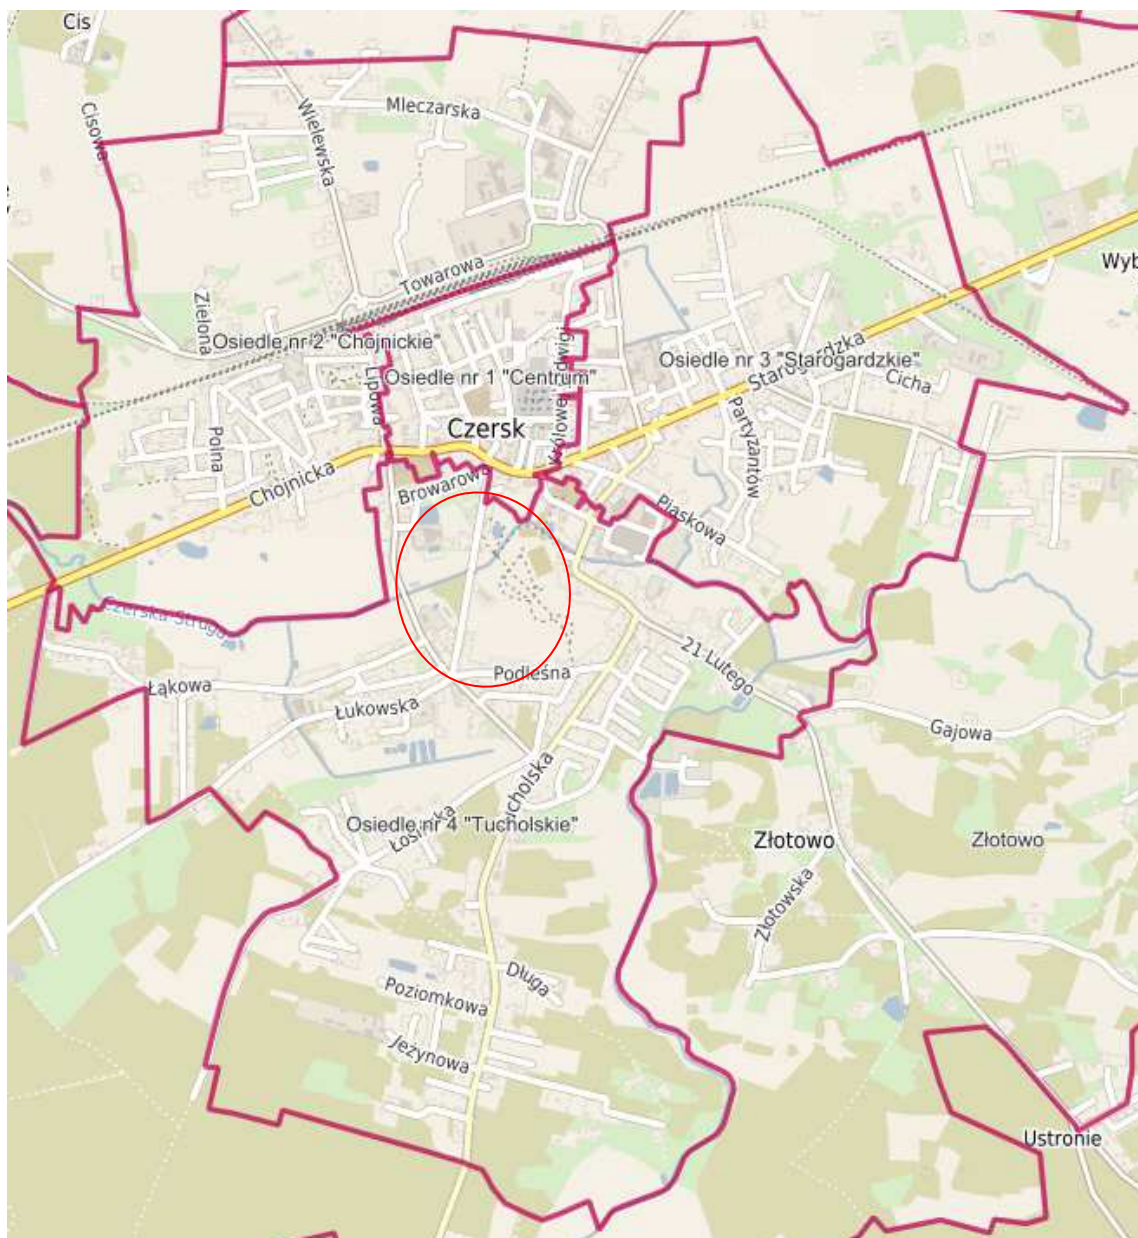 Cis
Cisowa
Wielewska
Mleczarska
Towarowa
Wyb
Zielona
Osiedle nr 2 "Chojnickie"
Osiedle nr 1 "Centrum"
Osiedle nr 3 "Starogardzkie"
Starogardzka
Cicha
Lipowa
Królowej Jadwigi
Partyzantów
Polna
Czersk
Chojnicka
Browarowa
Piaskowa
Czerska Struga
21 Lutego
Podleśna
Łąkowa
Łukowska
Gajowa
Tucholska
Osiedle nr 4 "Tucholskie"
Złotowo
Złotowo
Złotowska
Długa
Poziomkowa
Jeżynowa
Ustronie